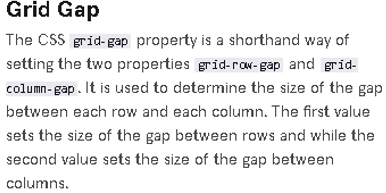 Grid Gap
The CSS grid-gap property is a shorthand way of
setting the two properties grid-row-gap and grid-
column-gap. It is used to determine the size of the gap
between each row and each column. The first value
sets the size of the gap between rows and while the
second value sets the size of the gap between
columns.